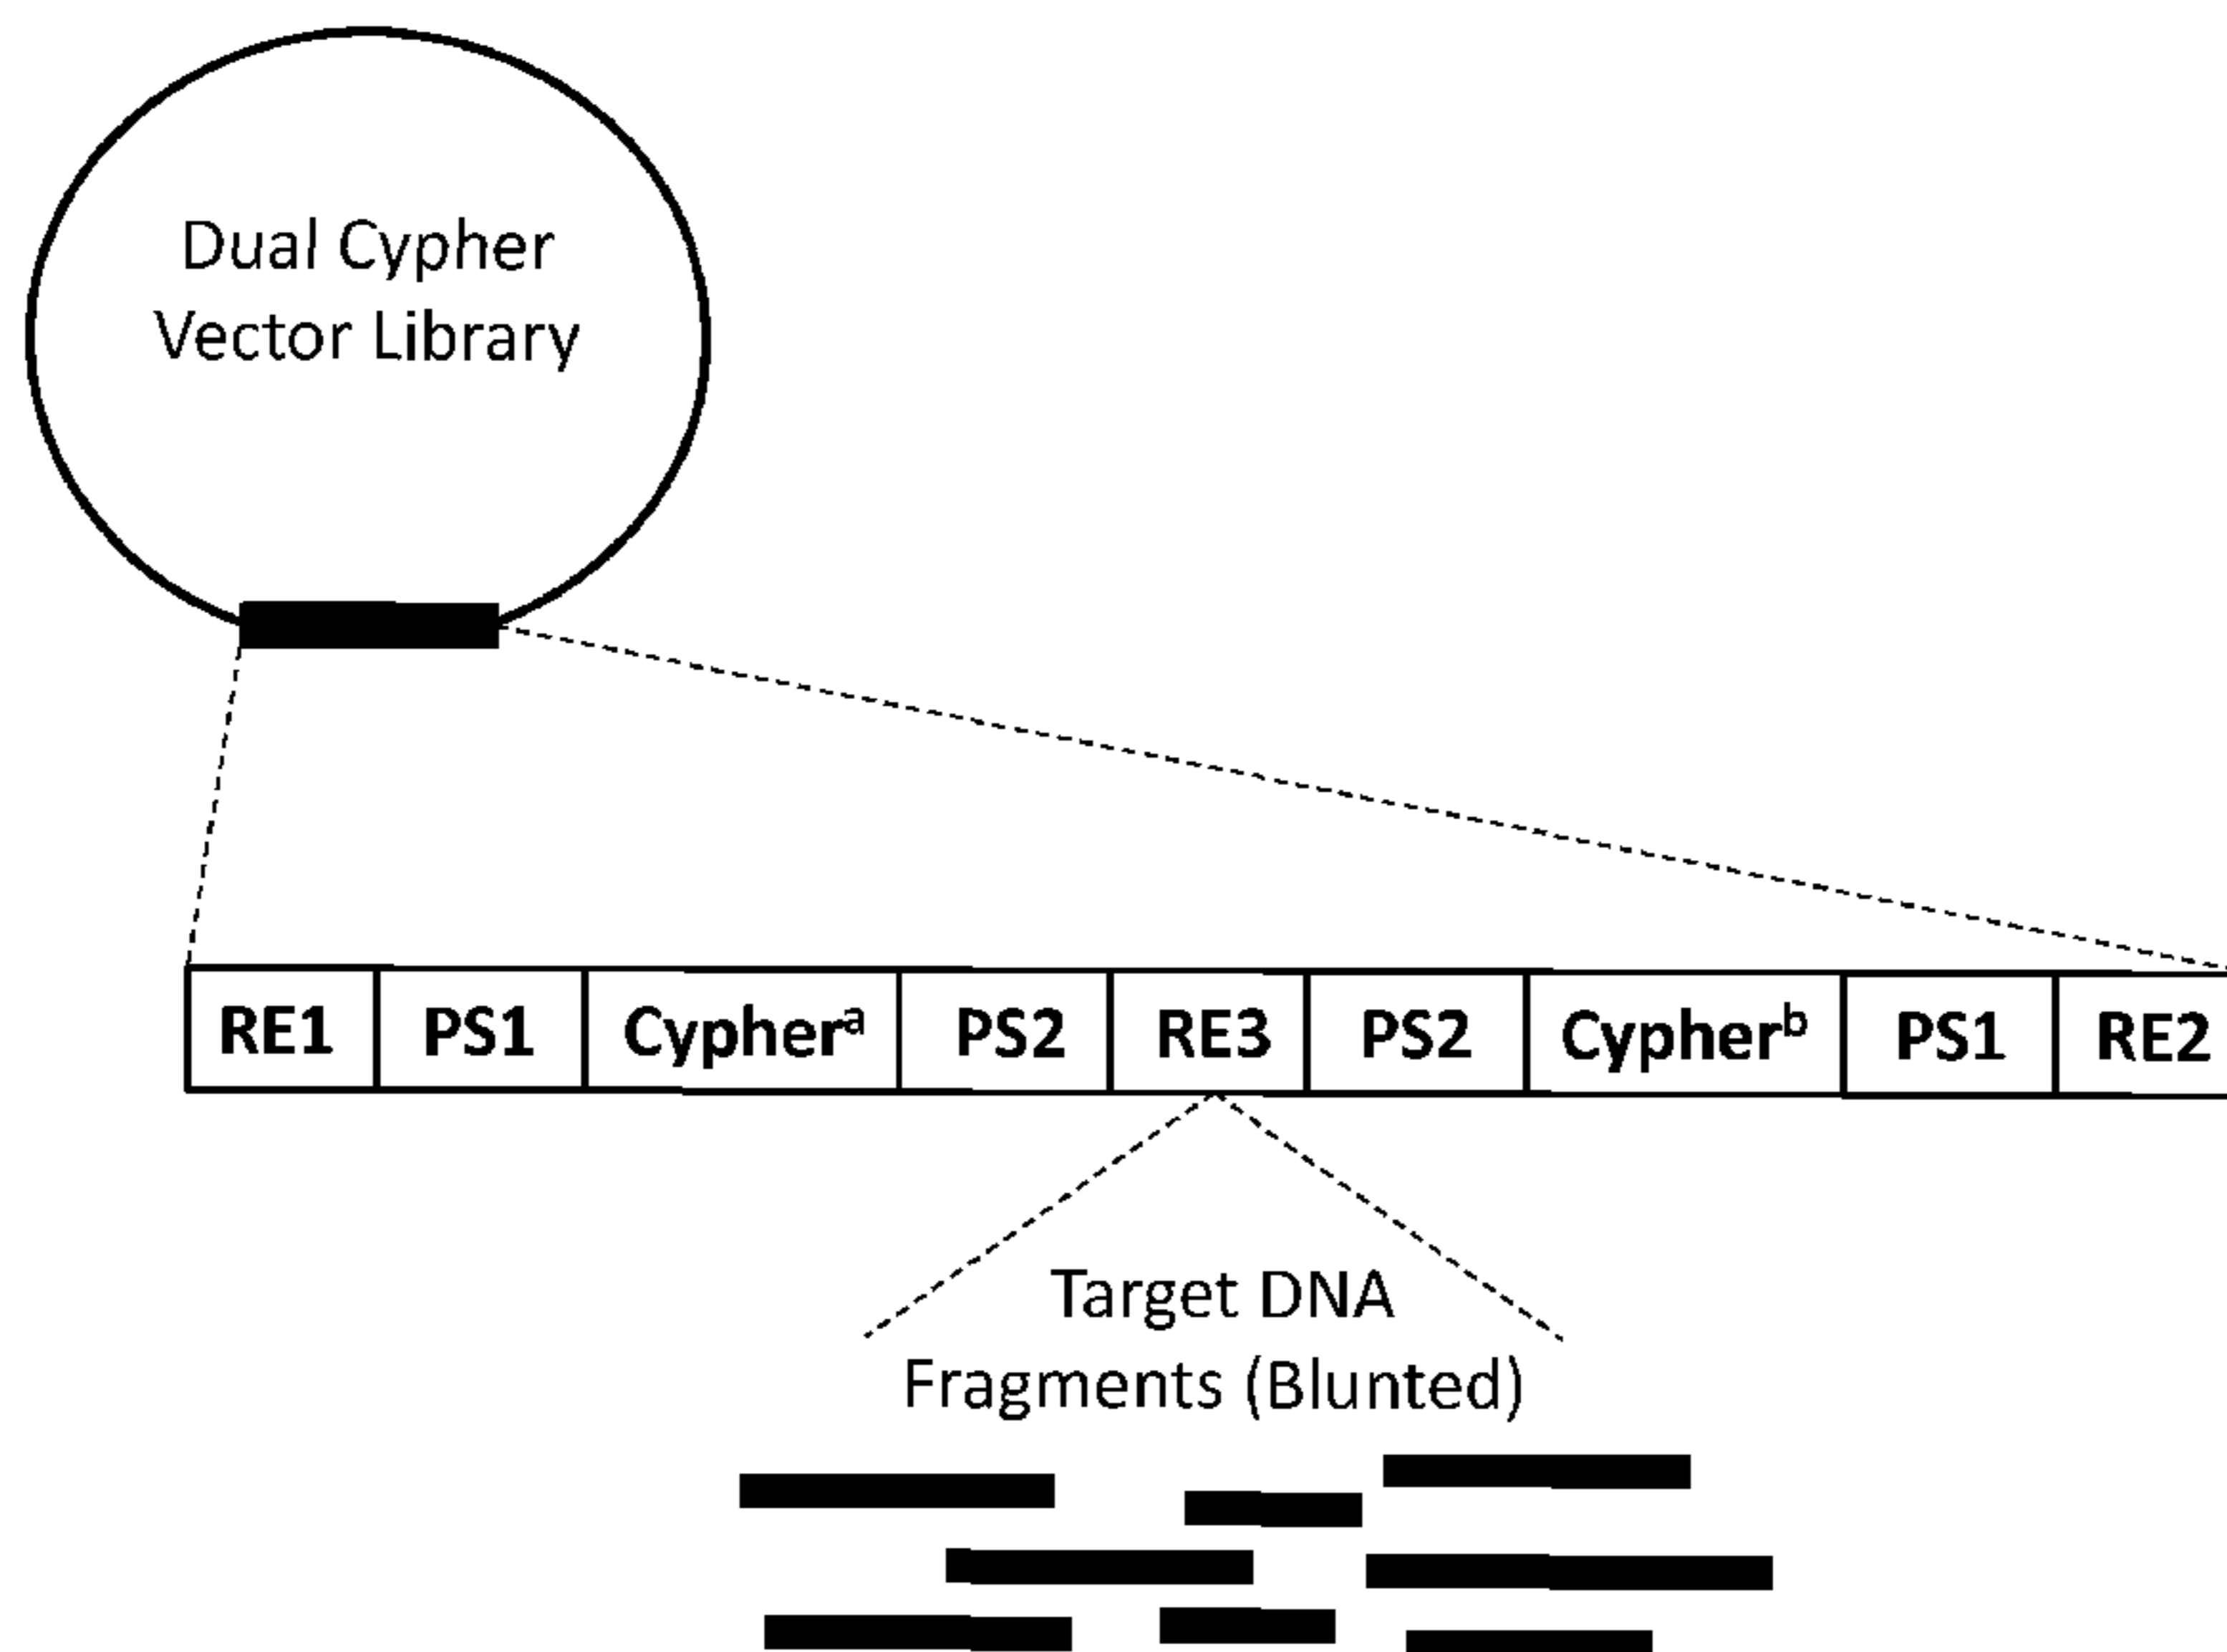 Dual Cypher
Vector Library
RE1 PS1 Cypherᵃ PS2 RE3 PS2 Cypherᵇ PS1 RE2
Target DNA
Fragments (Blunted)